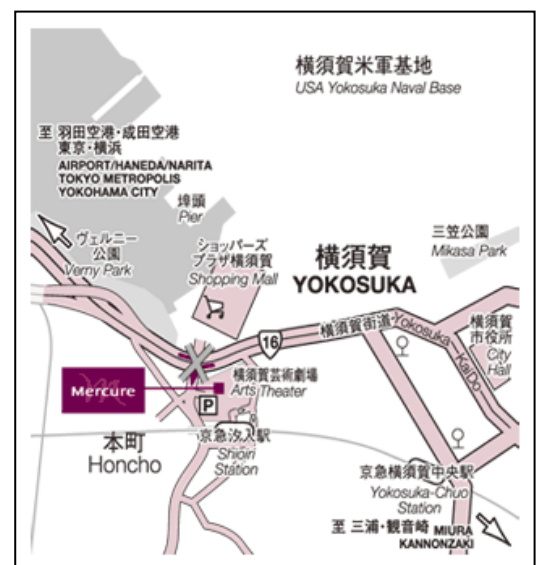 横須賀米軍基地
USA Yokosuka Naval Base
至 羽田空港・成田空港
東京・横浜
AIRPORT/HANEDA/NARITA
TOKYO METROPOLIS
YOKOHAMA CITY
埠頭
Pier
ヴェルニー
公園
Verny Park
ショッパーズ
プラザ横須賀
Shopping Mall
三笠公園
Mikasa Park
横須賀
YOKOSUKA
16
横須賀街道・Yokosuka KaiDo
横須賀
市役所
City
Hall
Mercure
横須賀芸術劇場
Arts Theater
P
本町
Honcho
京急汐入駅
Shioiri
Station
京急横須賀中央駅
Yokosuka-Chuo
Station
至 三浦・観音崎 MIURA
KANNONZAKI